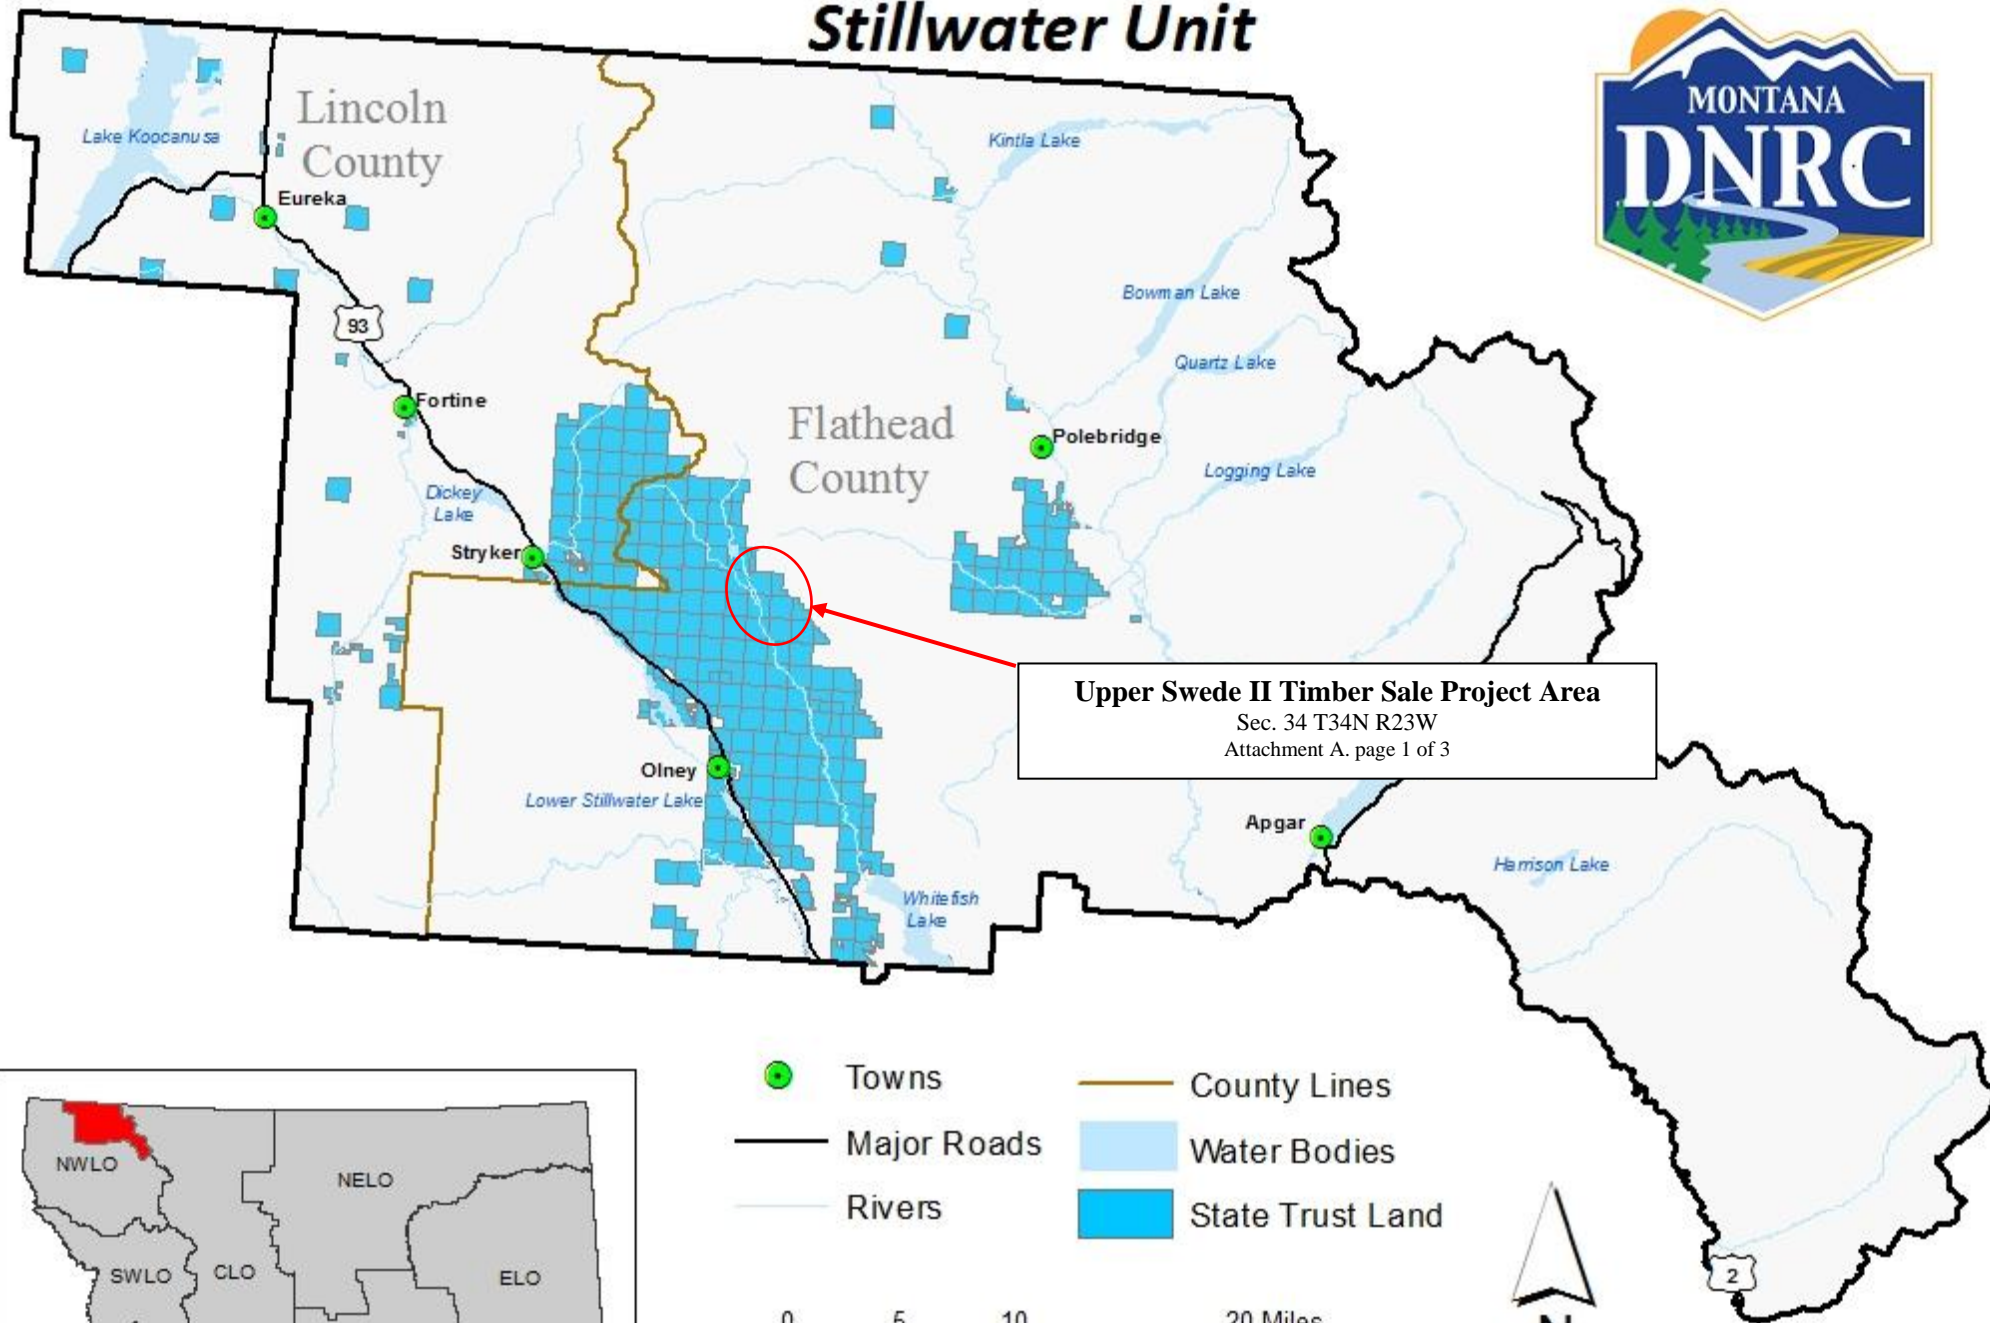 Stillwater Unit
MONTANA
DNRC
Lincoln
County
Lake Koocanusa
Eureka
Kintla Lake
Bowman Lake
93
Quartz Lake
Fortine
Flathead
County
Polebridge
Logging Lake
Dickey
Lake
Stryker
Upper Swede II Timber Sale Project Area
Sec. 34 T34N R23W
Attachment A. page 1 of 3
Olney
Lower Stillwater Lake
Apgar
Harrison Lake
Whitefish
Lake
Towns
County Lines
Major Roads
Water Bodies
Rivers
State Trust Land
NWLO
NELO
SWLO
CLO
ELO
2
0 5 10 20 Miles
N